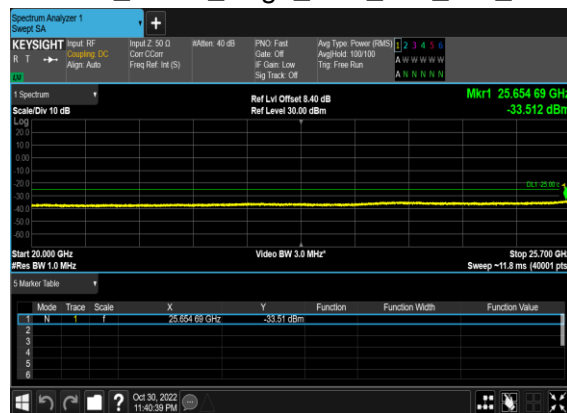 Spectrum Analyzer 1
Swept SA
+
KEYSIGHT
R T
Input: RF
Coupling: DC
Align: Auto
Input Z: 50 Ω
Corr CCorr
Freq Ref: Int (S)
#Atten: 40 dB
PNO: Fast
Gate: Off
IF Gain: Low
Sig Track: Off
Avg Type: Power (RMS)
Avg|Hold: 100/100
Trig: Free Run
1 2 3 4 5 6
A W W W W W
A N N N N N
1 Spectrum
Scale/Div 10 dB
Ref Lvl Offset 8.40 dB
Ref Level 30.00 dBm
Mkr1 25.654 69 GHz
-33.512 dBm
Log
20.0
10.0
0.00
-10.0
-20.0
-30.0
-40.0
-50.0
-60.0
Start 20.000 GHz
#Res BW 1.0 MHz
Video BW 3.0 MHz*
Stop 25.700 GHz
Sweep ~11.8 ms (40001 pts)
5 Marker Table
Mode Trace Scale X Y Function Function Width Function Value
1 N 1 f 25.654 69 GHz -33.51 dBm
2
3
4
5
6
?
Oct 30, 2022
11:40:39 PM